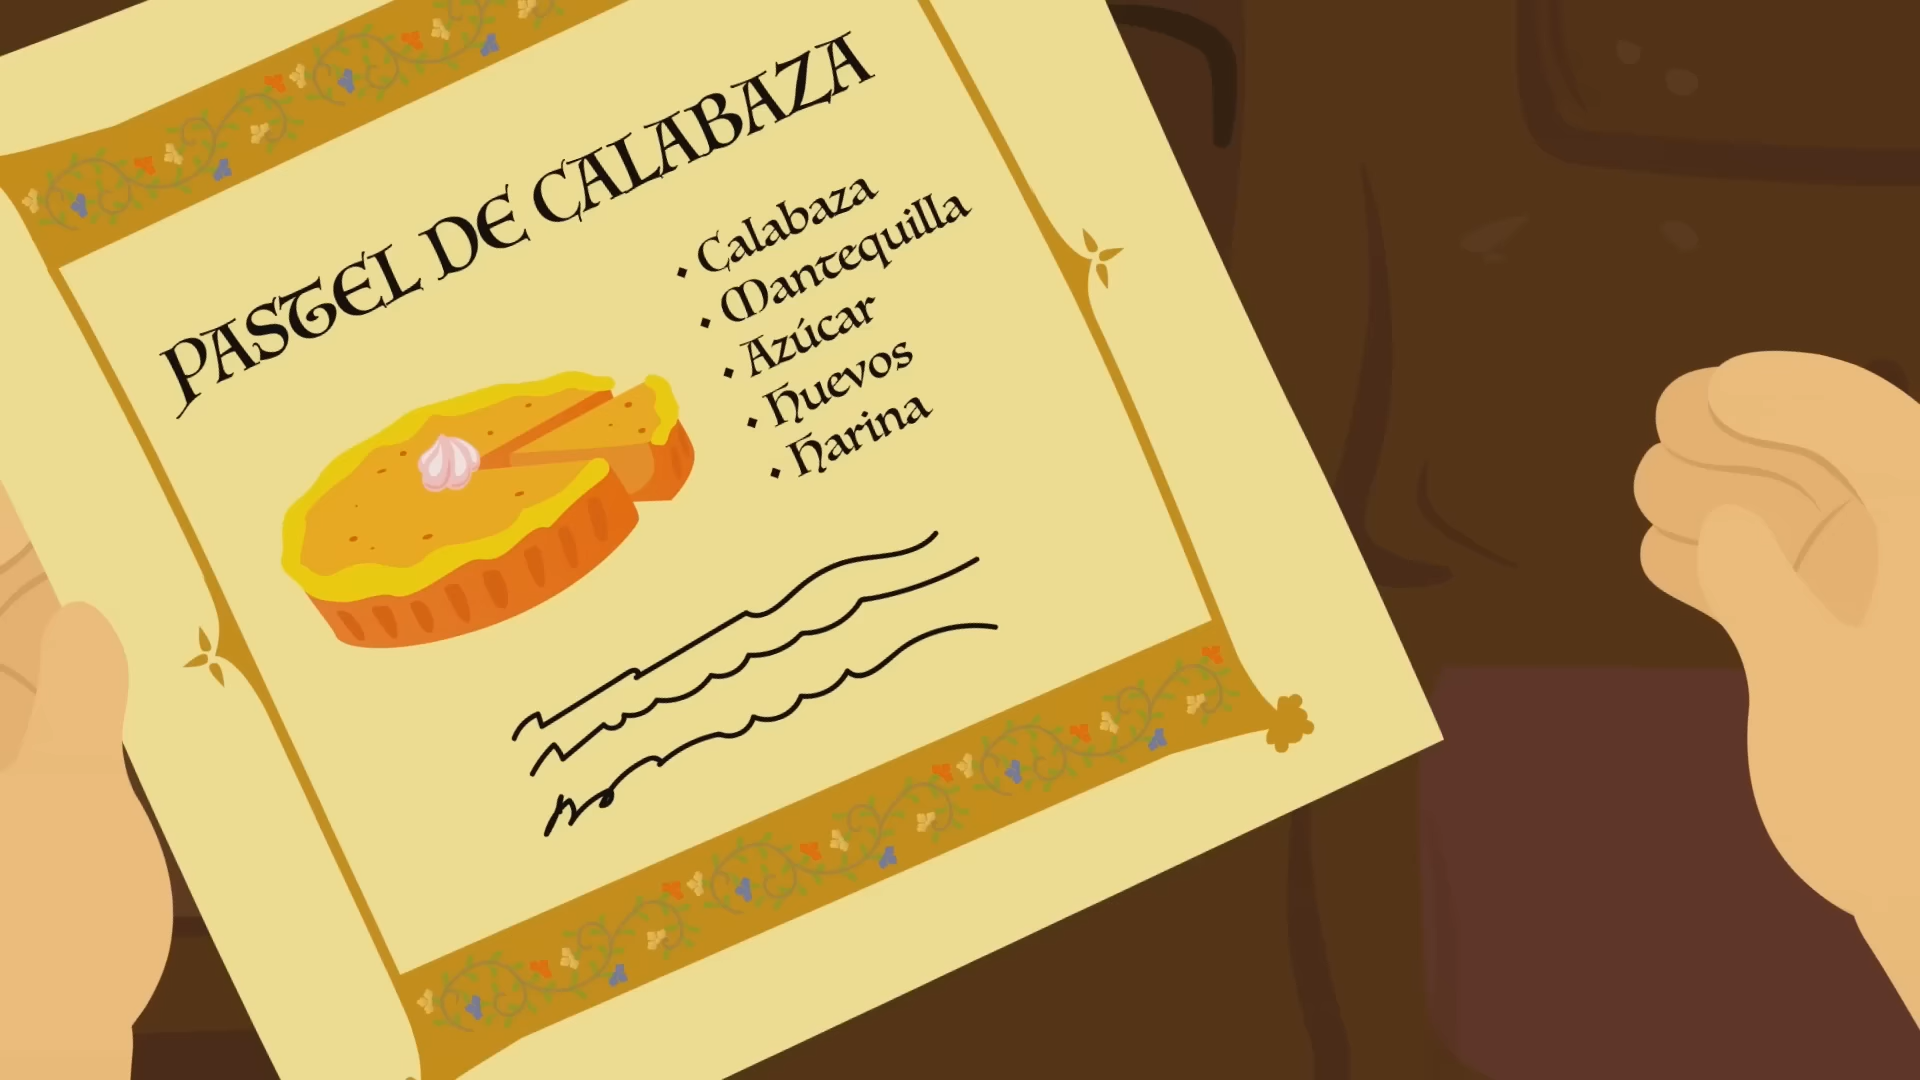 PASTEL DE CALABAZA
· Calabaza
· Mantequilla
· Azúcar
· Huevos
· Harina